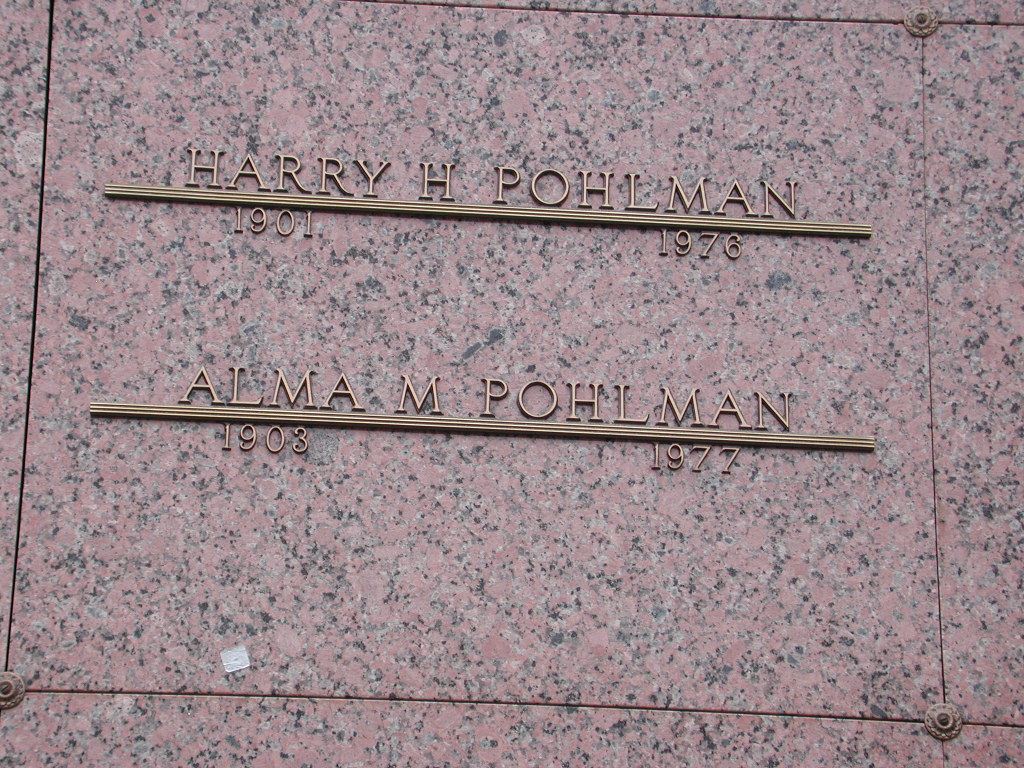 HARRY H POHLMAN
1901 1976
ALMA M POHLMAN
1903 1977